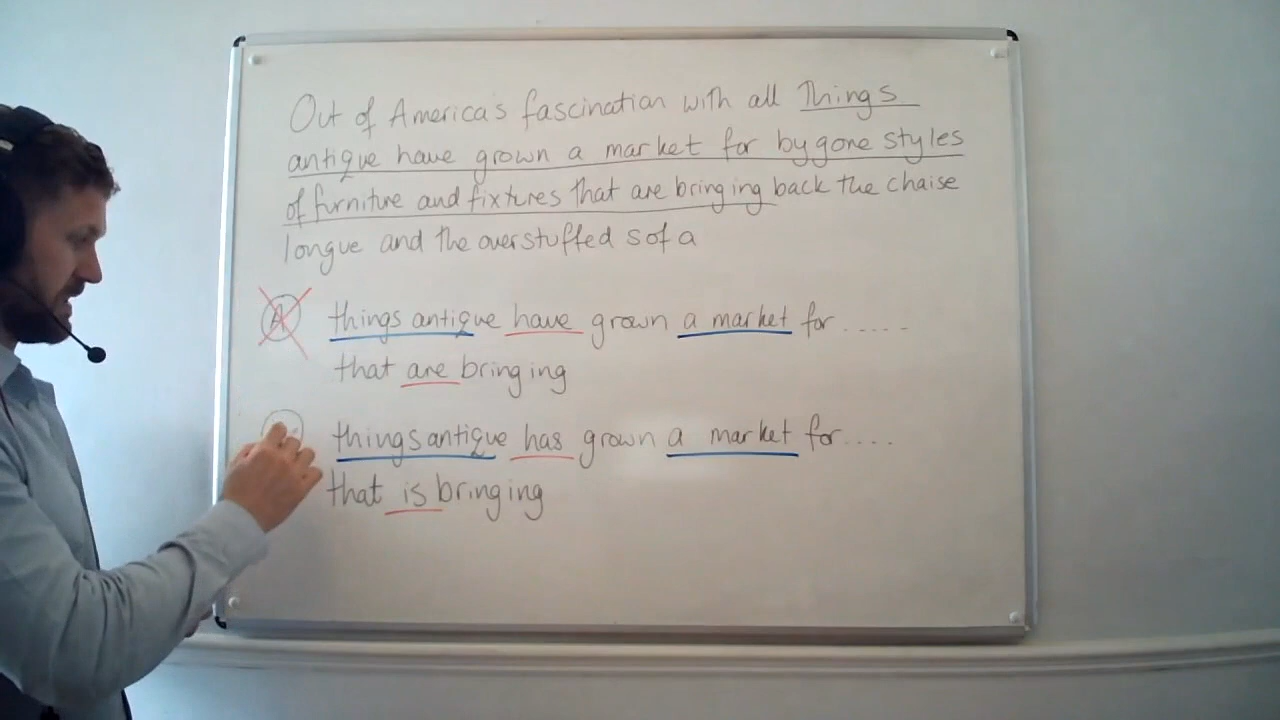 Out of America's fascination with all Things
antique have grown a market for bygone styles
of furniture and fixtures that are bringing back the chaise
longue and the overstuffed sofa
A things antique have grown a market for .....
that are bringing
things antique has grown a market for ....
that is bringing